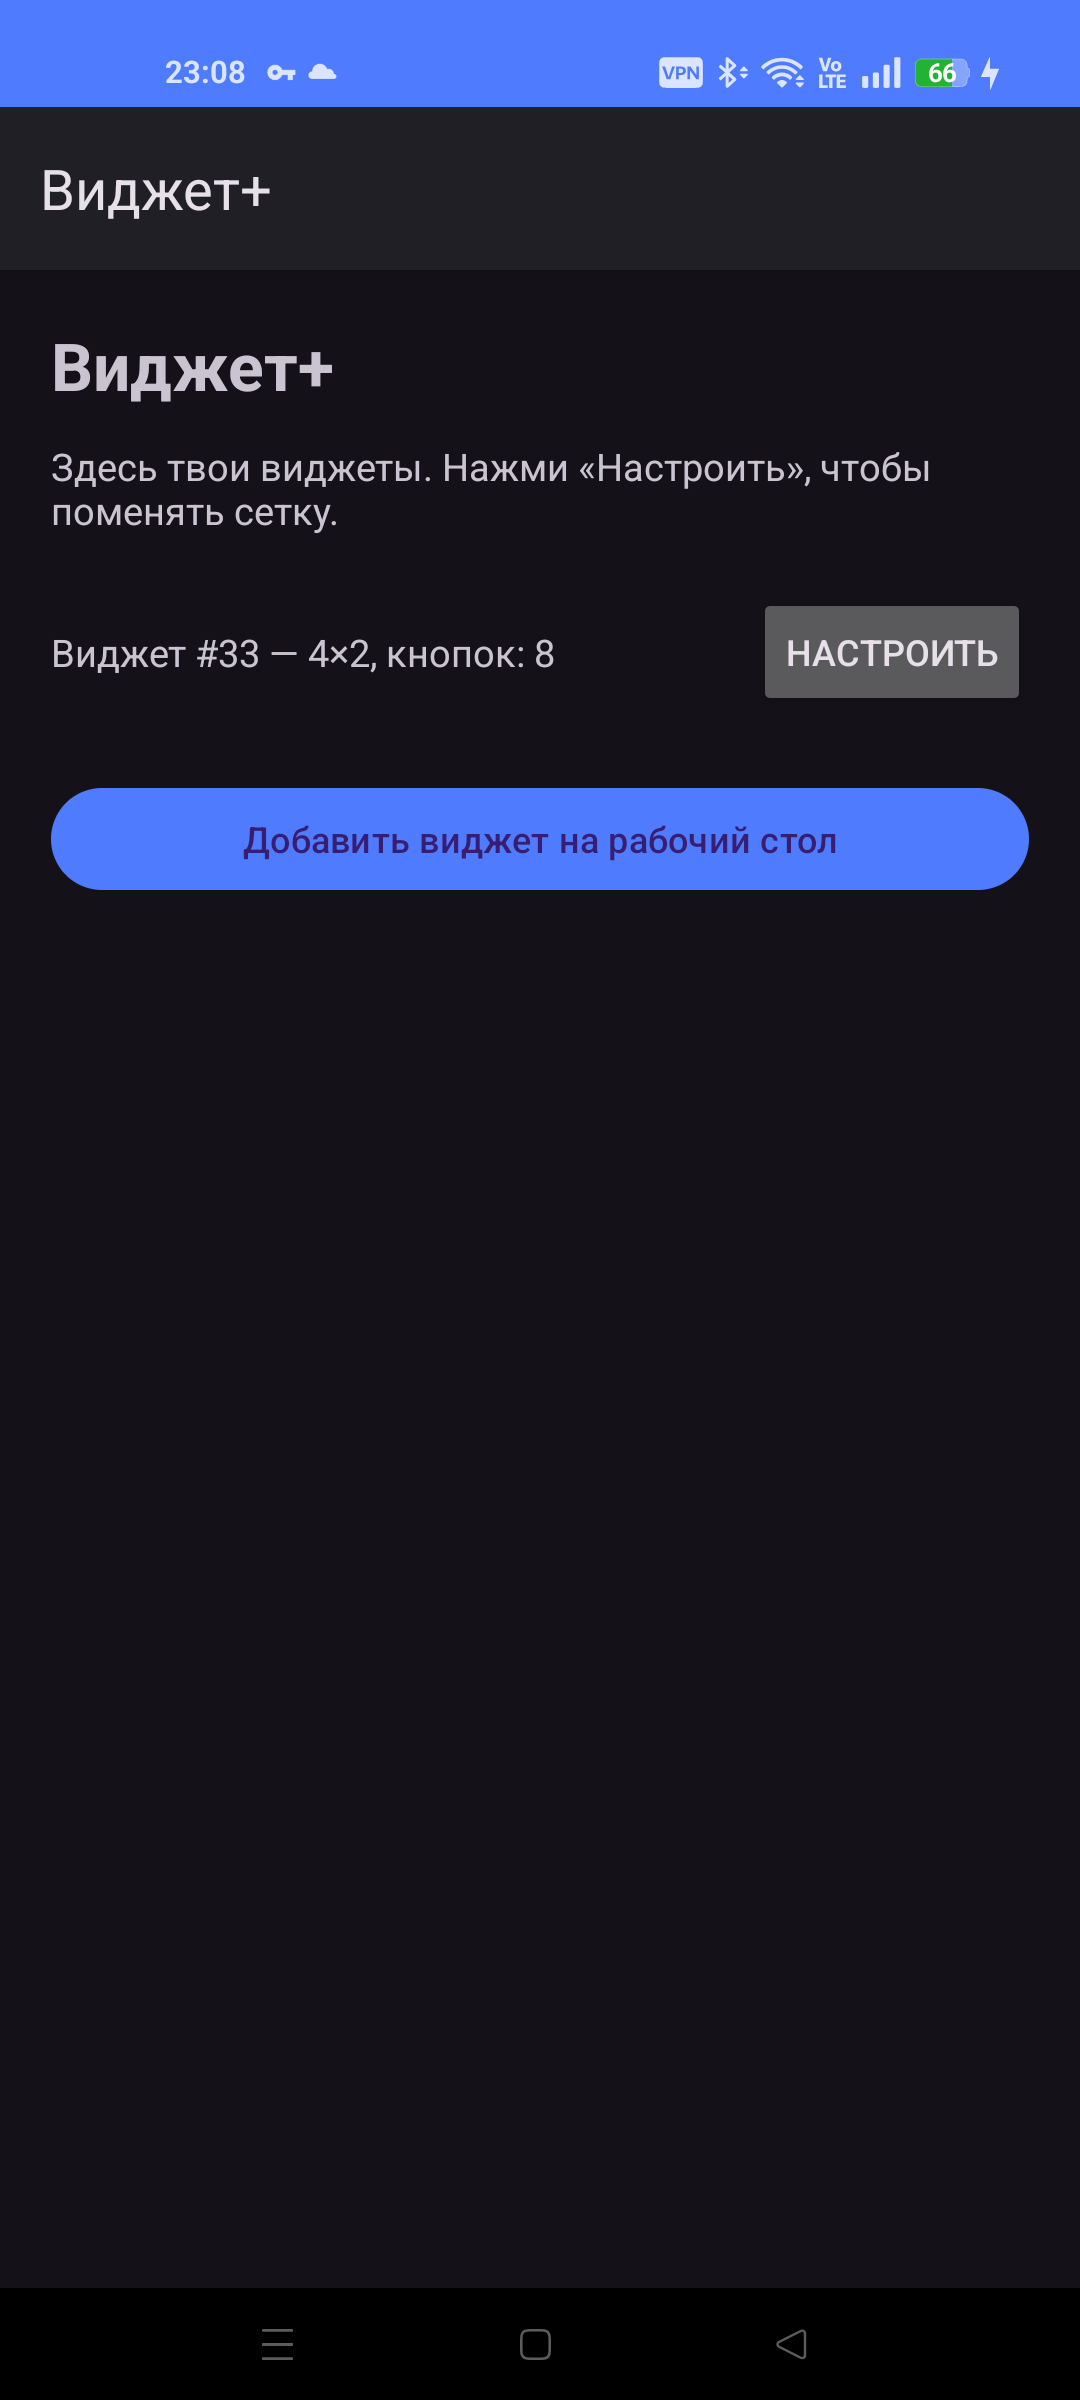 23:08
VPN
Vo
LTE
66
Виджет+
Виджет+
Здесь твои виджеты. Нажми «Настроить», чтобы
поменять сетку.
Виджет #33 — 4×2, кнопок: 8
НАСТРОИТЬ
Добавить виджет на рабочий стол